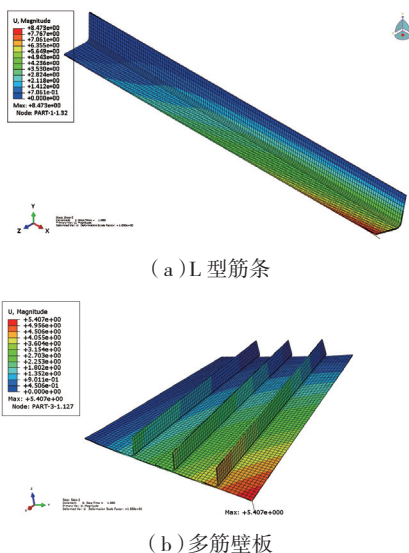 U, Magnitude
+8.473e+00
+7.767e+00
+7.061e+00
+6.355e+00
+5.649e+00
+4.943e+00
+4.236e+00
+3.530e+00
+2.824e+00
+2.118e+00
+1.412e+00
+7.061e-01
+0.000e+00
Max: +8.473e+00
Node: PART-1-1.32
Y
Z
X
(a)L型筋条
U, Magnitude
+5.407e+00
+4.956e+00
+4.506e+00
+4.055e+00
+3.604e+00
+3.154e+00
+2.703e+00
+2.253e+00
+1.802e+00
+1.352e+00
+9.011e-01
+4.506e-01
+0.000e+00
Max: +5.407e+00
Node: PART-3-1.127
Max: +5.407e+000
(b)多筋壁板